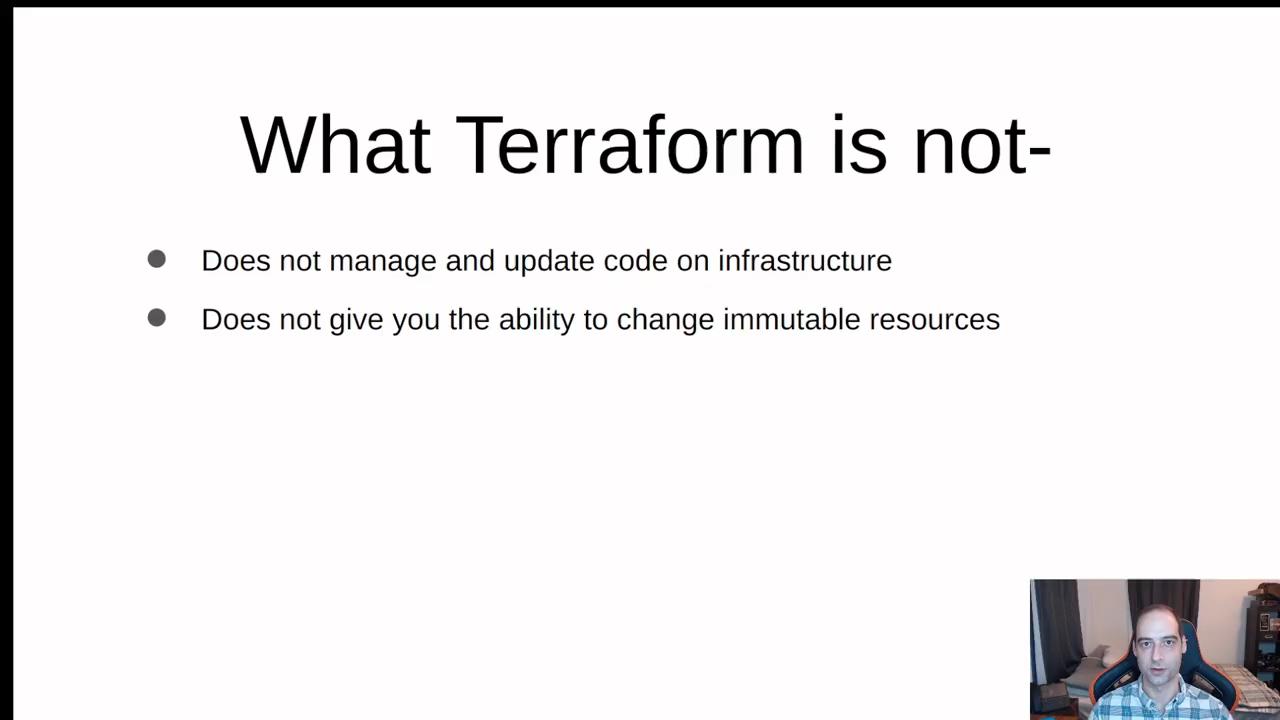 What Terraform is not-
Does not manage and update code on infrastructure
Does not give you the ability to change immutable resources